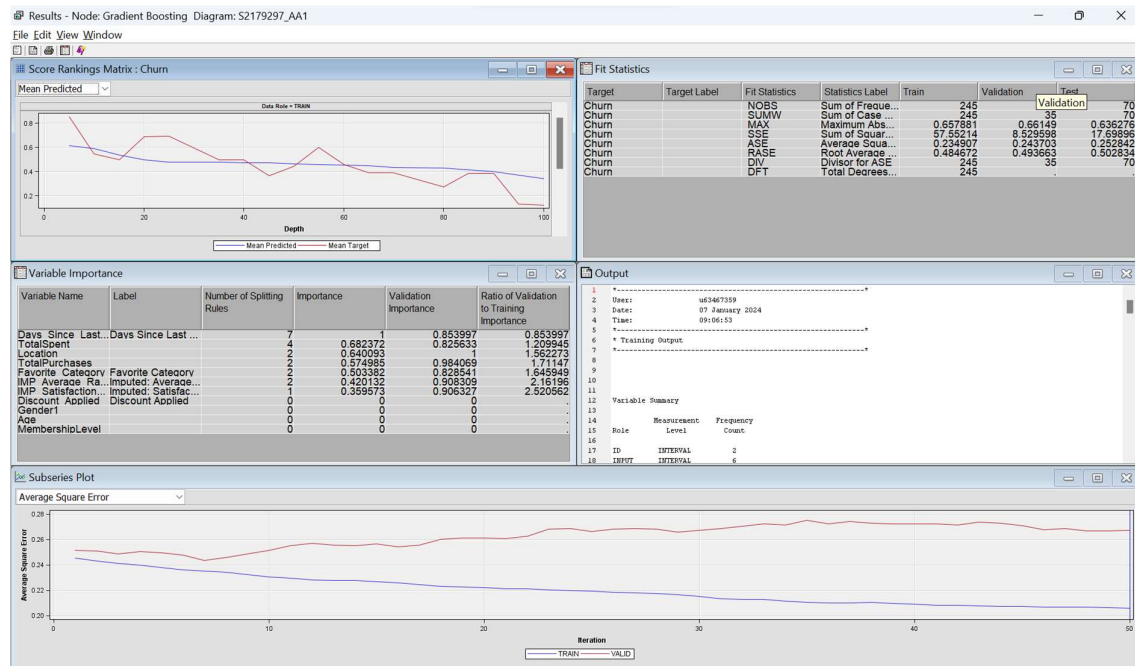 Results - Node: Gradient Boosting Diagram: S2179297_AA1
File Edit View Window
Score Rankings Matrix : Churn
Mean Predicted
Data Role = TRAIN
0.8
0.6
0.4
0.2
0 20 40 60 80 100
Depth
Mean Predicted Mean Target
Fit Statistics
Target Target Label Fit Statistics Statistics Label Train Validation Test
Validation
Churn NOBS Sum of Freque... 245 35 70
Churn SUMW Sum of Case ... 245 35 70
Churn MAX Maximum Abs... 0.657881 0.66149 0.636276
Churn SSE Sum of Squar... 57.55214 8.529598 17.69896
Churn ASE Average Squa... 0.234907 0.243703 0.252842
Churn RASE Root Average ... 0.484672 0.493663 0.502834
Churn DIV Divisor for ASE 245 35 70
Churn DFT Total Degrees... 245 . .
Variable Importance
Variable Name Label Number of Splitting Rules Importance Validation Importance Ratio of Validation to Training Importance
Days Since Last... Days Since Last ... 7 1 0.853997 0.853997
TotalSpent 4 0.682372 0.825633 1.209945
Location 2 0.640093 1 1.562273
TotalPurchases 2 0.574985 0.984069 1.71147
Favorite Category Favorite Category 2 0.503382 0.828541 1.645949
IMP Average Ra... Imputed: Average... 2 0.420132 0.908309 2.16196
IMP Satisfaction... Imputed: Satisfac... 1 0.359573 0.906327 2.520562
Discount Applied Discount Applied 0 0 0 .
Gender1 0 0 0 .
Age 0 0 0 .
MembershipLevel 0 0 0 .
Output
1 *------------------------------------------------------------*
2 User: u63467359
3 Date: 07 January 2024
4 Time: 09:06:53
5 *------------------------------------------------------------*
6 * Training Output
7 *------------------------------------------------------------*
8
9
10
11
12 Variable Summary
13
14 Measurement Frequency
15 Role Level Count
16
17 ID INTERVAL 2
18 INPUT INTERVAL 6
Subseries Plot
Average Square Error
Average Square Error
0.28
0.26
0.24
0.22
0.20
0 10 20 30 40 50
Iteration
TRAIN VALID